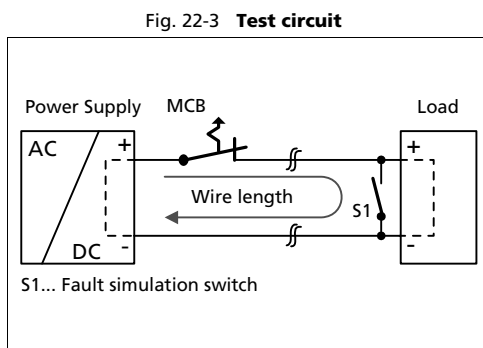 Fig. 22-3 Test circuit
Power Supply MCB Load
AC + +
Wire length
S1
DC - -
S1... Fault simulation switch